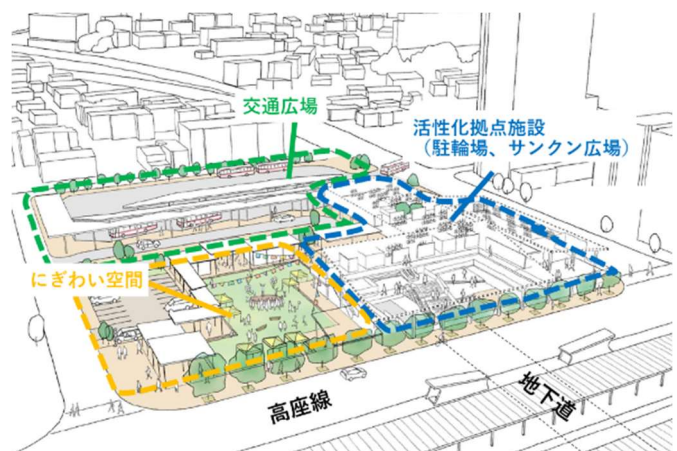 交通広場
活性化拠点施設
（駐輪場、サンクン広場）
にぎわい空間
高座線
地下道